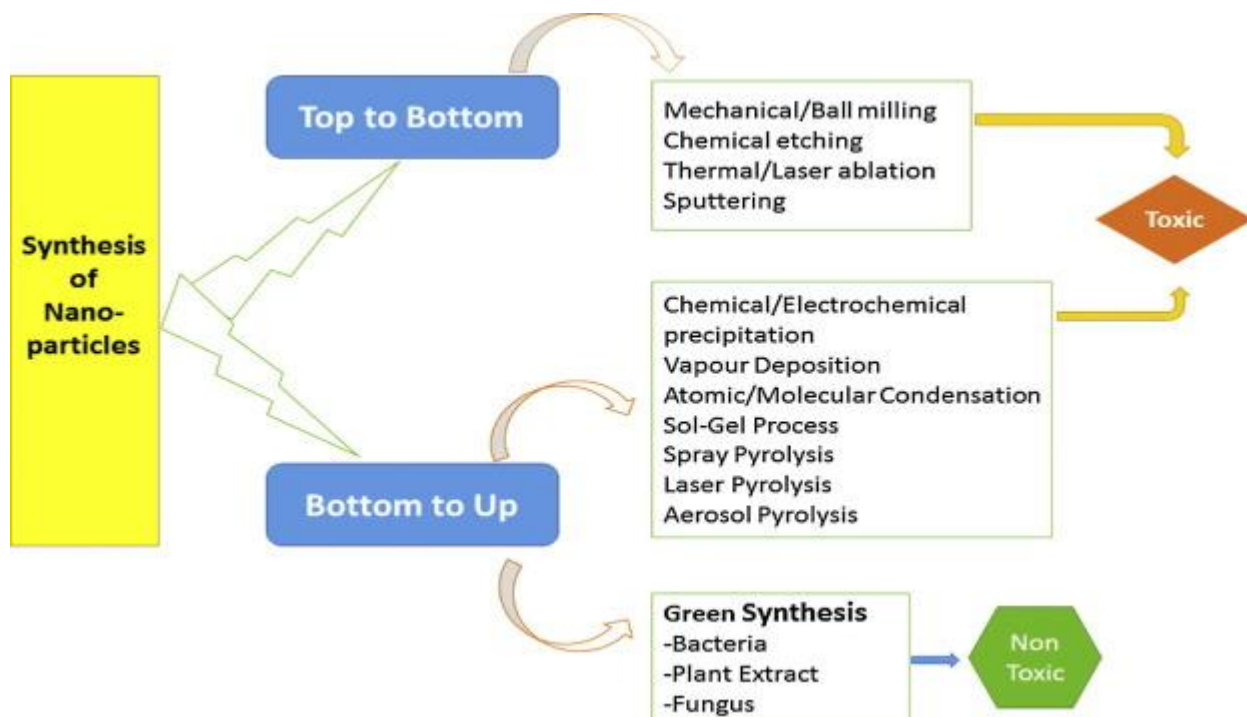 Synthesis
of
Nano-
particles
Top to Bottom
Mechanical/Ball milling
Chemical etching
Thermal/Laser ablation
Sputtering
Toxic
Chemical/Electrochemical
precipitation
Vapour Deposition
Atomic/Molecular Condensation
Sol-Gel Process
Spray Pyrolysis
Laser Pyrolysis
Aerosol Pyrolysis
Bottom to Up
Green Synthesis
-Bacteria
-Plant Extract
-Fungus
Non
Toxic